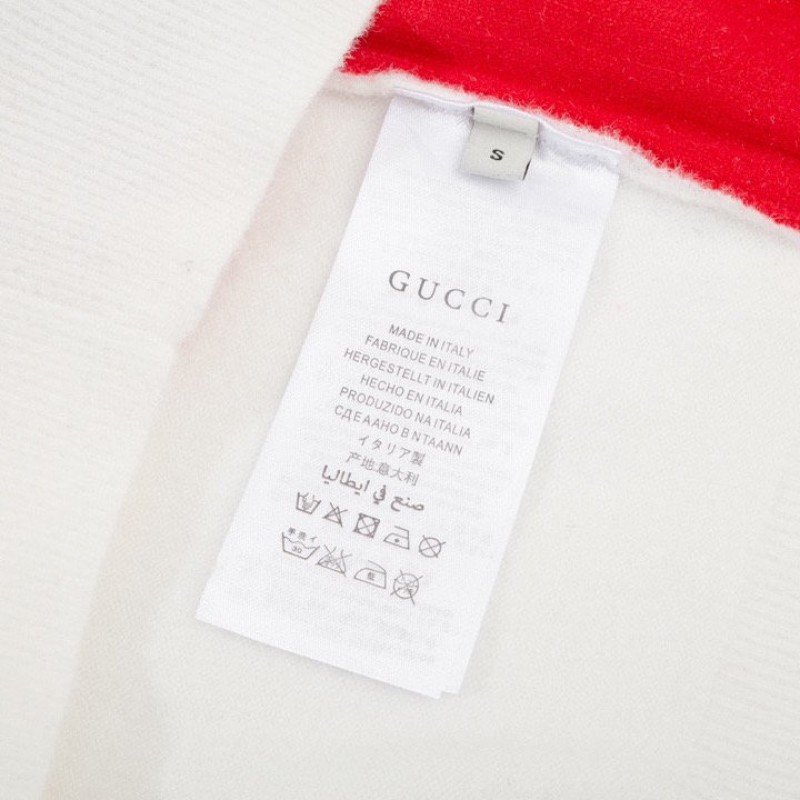 S
GUCCI
MADE IN ITALY
FABRIQUE EN ITALIE
HERGESTELLT IN ITALIEN
HECHO EN ITALIA
PRODUZIDO NA ITALIA
СДЕААНО В NTAANN
イタリア製
产地.意大利
صنع في ايطاليا
30